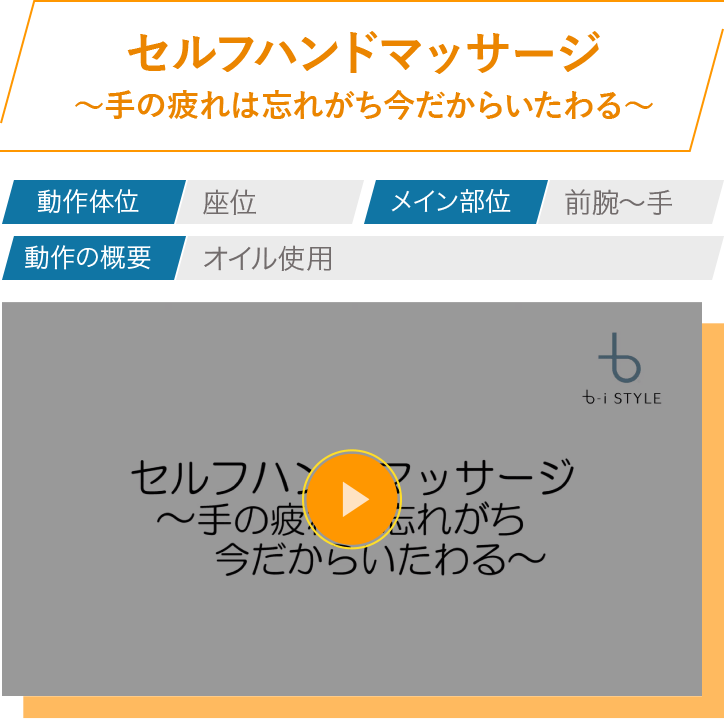 セルフハンドマッサージ
～手の疲れは忘れがち今だからいたわる～
動作体位 座位 メイン部位 前腕～手
動作の概要 オイル使用
b-i STYLE
セルフハン マッサージ
～手の疲 忘れがち
今だからいたわる～